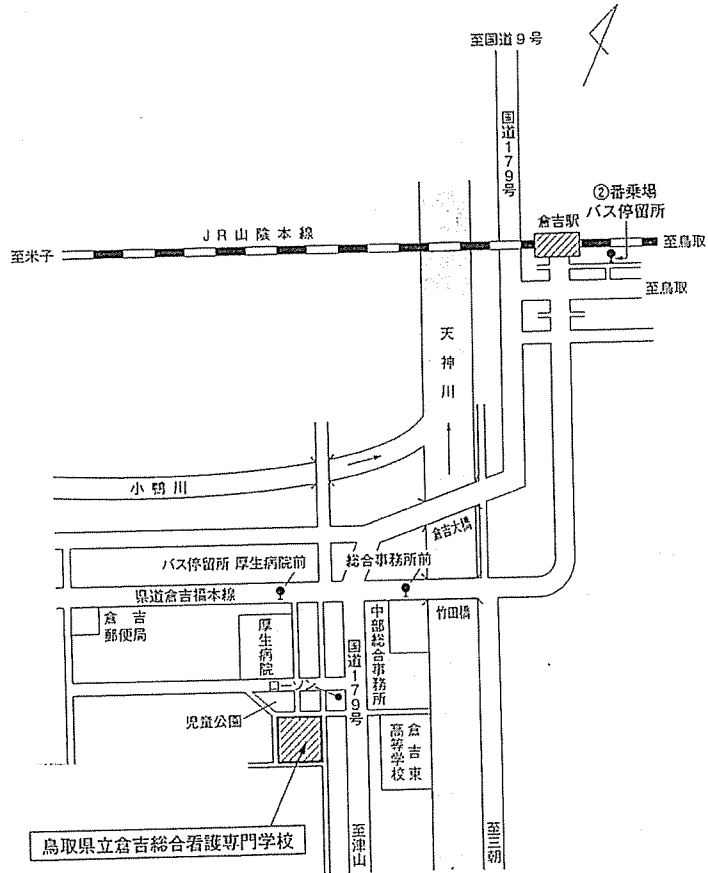 至国道9号
国道179号
②番乗場
バス停留所
倉吉駅
JR山陰本線
至米子
至鳥取
至鳥取
天神川
小鴨川
倉吉大橋
バス停留所 厚生病院前
総合事務所前
県道倉吉橋本線
竹田橋
倉吉
郵便局
厚生病院
国道179号
中部総合事務所
ローソン
児童公園
倉吉東
高等学校
鳥取県立倉吉総合看護専門学校
至津山
至三朝